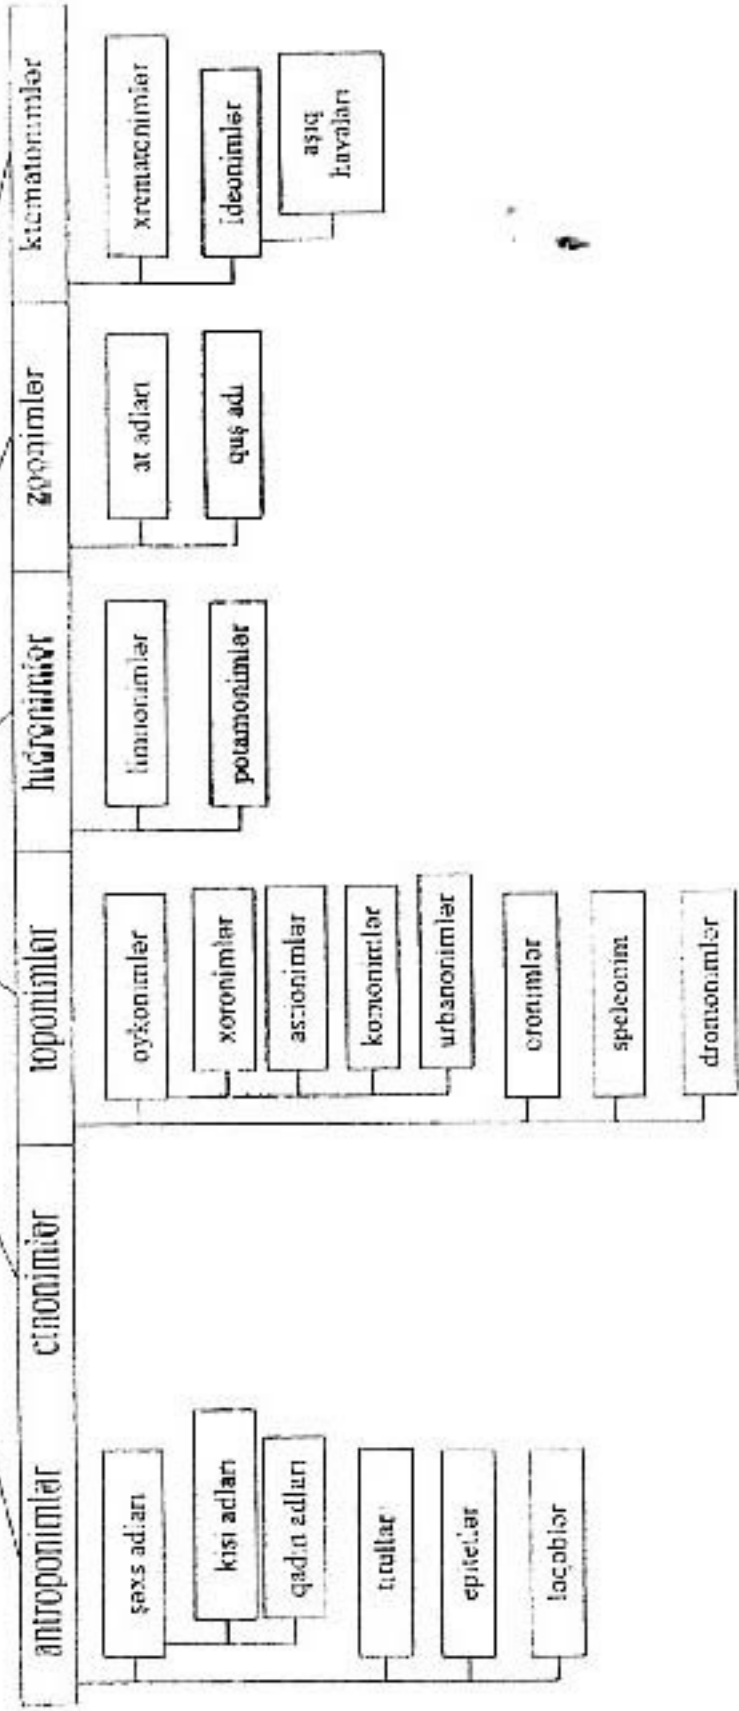 antroponimlər
şəxs adları
kişi adları
qadın adları
titullar
epitetlər
ləqəblər
etnonimlər
toponimlər
oykonimlər
xoronimlər
astionimlər
komonimlər
urbanonimlər
oronimlər
speleonim
dromonimlər
hidronimlər
limnonimlər
potamonimlər
zoonimlər
at adları
quş adı
ktematonimlər
xrematonimlər
ideonimlər
aşıq
havaları